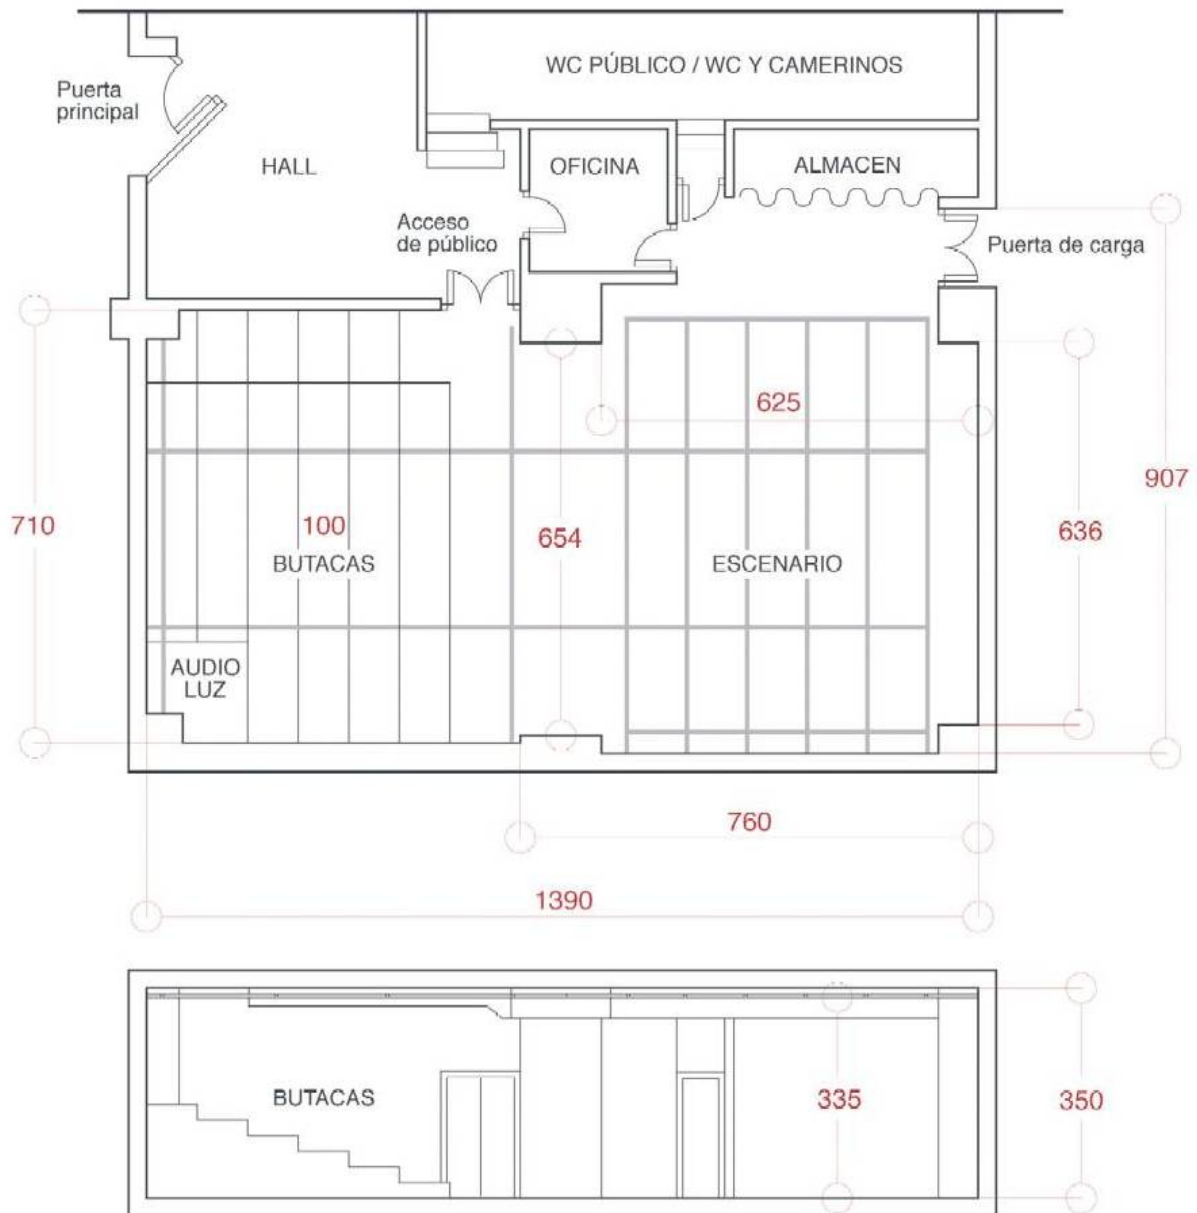 WC PÚBLICO / WC Y CAMERINOS
Puerta
principal
HALL
OFICINA
ALMACEN
Acceso
de público
Puerta de carga
625
907
710
100
654
636
BUTACAS
ESCENARIO
AUDIO
LUZ
760
1390
BUTACAS
335
350